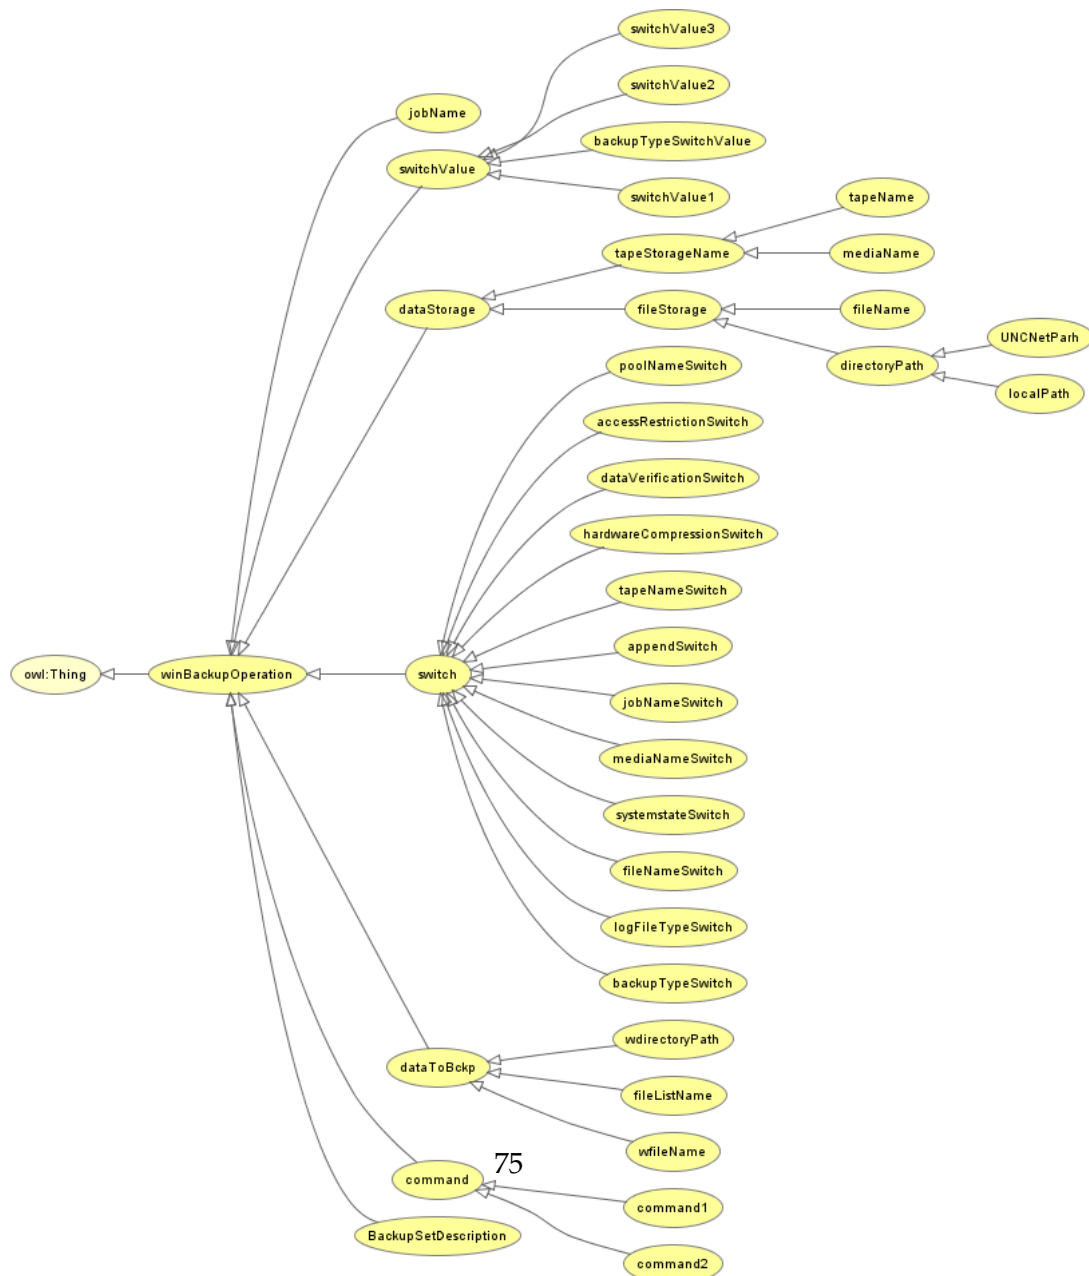 switchValue3
switchValue2
jobName
backupTypeSwitchValue
switchValue
switchValue1
tapeName
tapeStorageName
mediaName
dataStorage
fileStorage
fileName
UNCNetParh
directoryPath
poolNameSwitch
localPath
accessRestrictionSwitch
dataVerificationSwitch
hardwareCompressionSwitch
tapeNameSwitch
appendSwitch
owl:Thing
winBackupOperation
switch
jobNameSwitch
mediaNameSwitch
systemstateSwitch
fileNameSwitch
logFileTypeSwitch
backupTypeSwitch
wdirectoryPath
dataToBckp
fileListName
wfileName
75
command
command1
BackupSetDescription
command2